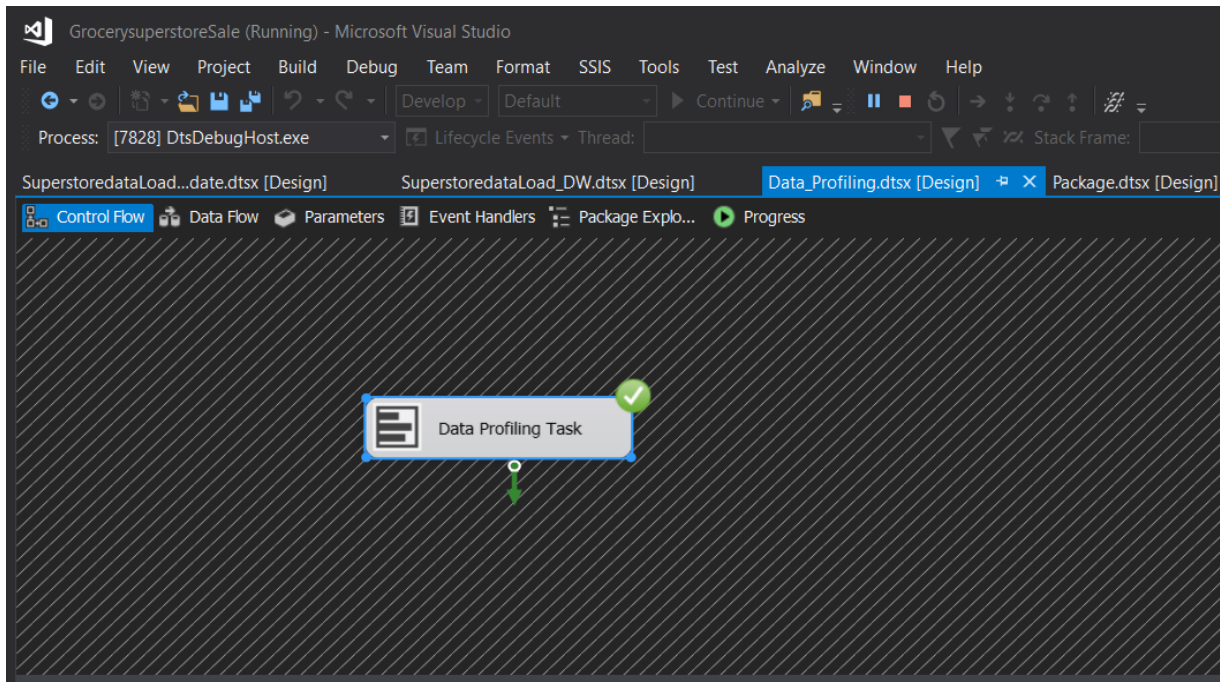 GrocerysuperstoreSale (Running) - Microsoft Visual Studio
File Edit View Project Build Debug Team Format SSIS Tools Test Analyze Window Help
Develop Default Continue
Process: [7828] DtsDebugHost.exe Lifecycle Events Thread: Stack Frame:
SuperstoredataLoad...date.dtsx [Design] SuperstoredataLoad_DW.dtsx [Design] Data_Profiling.dtsx [Design] Package.dtsx [Design]
Control Flow Data Flow Parameters Event Handlers Package Explo... Progress
Data Profiling Task